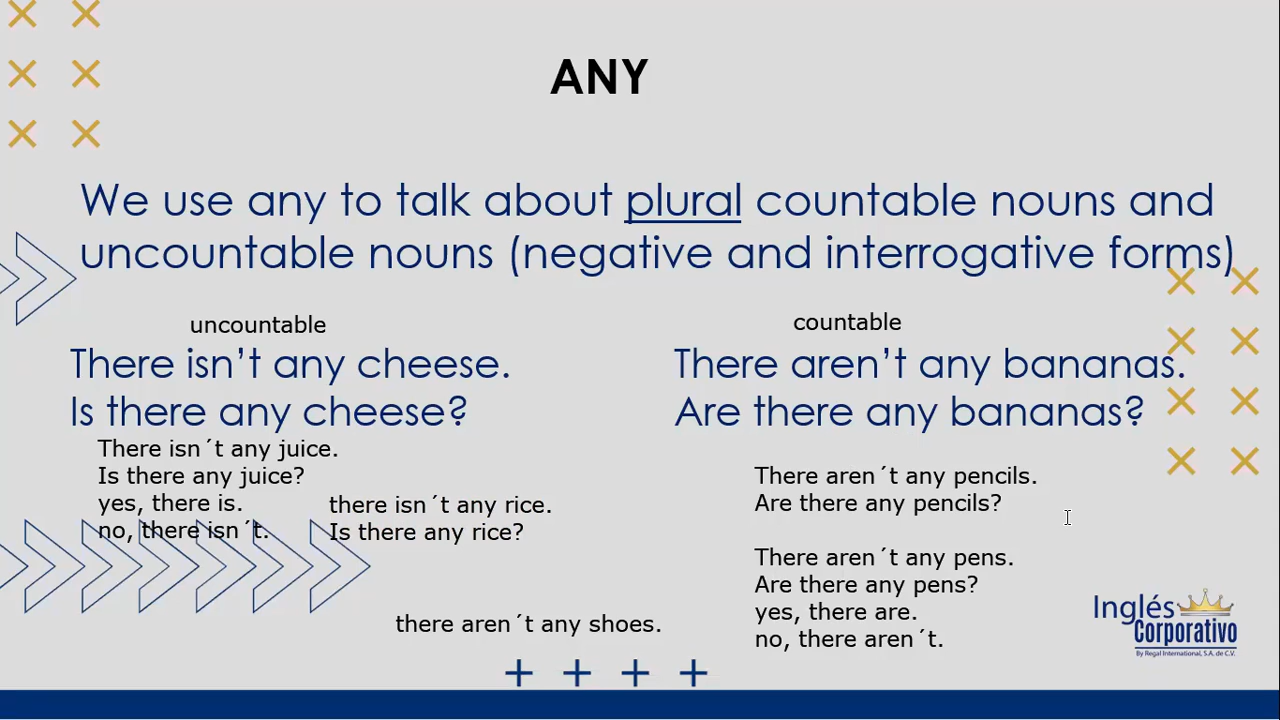 ANY
We use any to talk about plural countable nouns and
uncountable nouns (negative and interrogative forms)
uncountable
There isn’t any cheese.
Is there any cheese?
There isn´t any juice.
Is there any juice?
yes, there is.
no, there isn´t.
there isn´t any rice.
Is there any rice?
there aren´t any shoes.
countable
There aren’t any bananas.
Are there any bananas?
There aren´t any pencils.
Are there any pencils?
There aren´t any pens.
Are there any pens?
yes, there are.
no, there aren´t.
Inglés
Corporativo
By Regal International, S.A. de C.V.